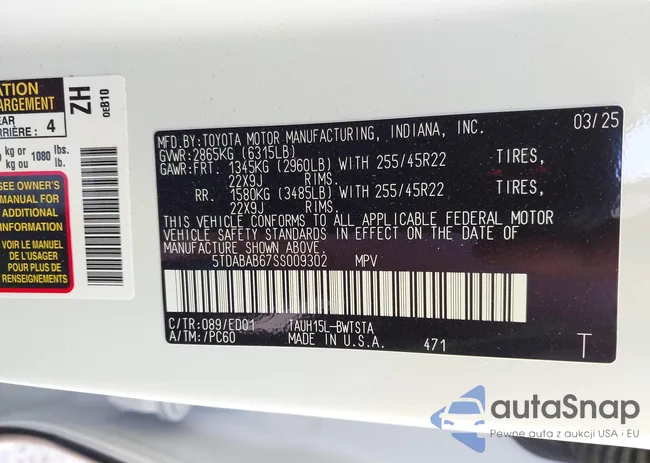 ATION
ARGEMENT
EAR
RRIÈRE: 4
kg or 1080 lbs.
kg ou lb.
SEE OWNER'S
MANUAL FOR
ADDITIONAL
INFORMATION
VOIR LE MANUEL
DE L'USAGER
POUR PLUS DE
RENSEIGNEMENTS
ZH
0EB10
MFD.BY:TOYOTA MOTOR MANUFACTURING, INDIANA, INC. 03/25
GVWR:2865KG (6315LB)
GAWR:FRT. 1345KG (2960LB) WITH 255/45R22 TIRES,
22X9J RIMS.
RR. 1580KG (3485LB) WITH 255/45R22 TIRES,
22X9J RIMS.
THIS VEHICLE CONFORMS TO ALL APPLICABLE FEDERAL MOTOR
VEHICLE SAFETY STANDARDS IN EFFECT ON THE DATE OF
MANUFACTURE SHOWN ABOVE.
5TDABAB67SS009302 MPV
C/TR:089/ED01 TAUH15L-BWTSTA
A/TM:/PC60 MADE IN U.S.A. 471 T
autoSnap
Pewne auta z aukcji USA i EU